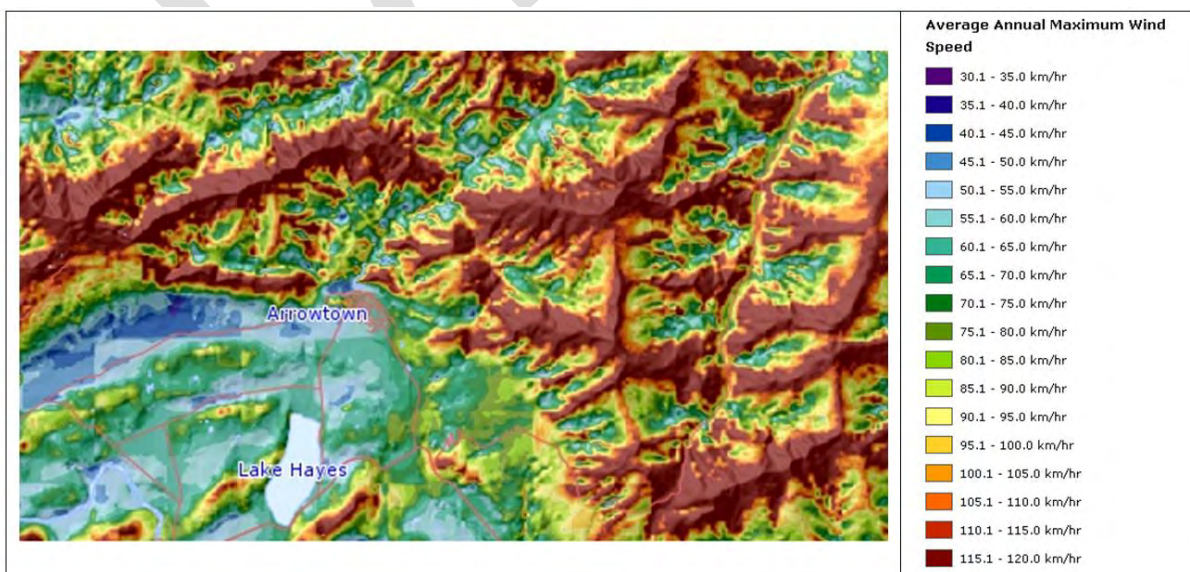 Average Annual Maximum Wind
Speed
30.1 - 35.0 km/hr
35.1 - 40.0 km/hr
40.1 - 45.0 km/hr
45.1 - 50.0 km/hr
50.1 - 55.0 km/hr
55.1 - 60.0 km/hr
60.1 - 65.0 km/hr
65.1 - 70.0 km/hr
70.1 - 75.0 km/hr
75.1 - 80.0 km/hr
80.1 - 85.0 km/hr
85.1 - 90.0 km/hr
90.1 - 95.0 km/hr
95.1 - 100.0 km/hr
100.1 - 105.0 km/hr
105.1 - 110.0 km/hr
110.1 - 115.0 km/hr
115.1 - 120.0 km/hr
Arrowtown
Lake Hayes